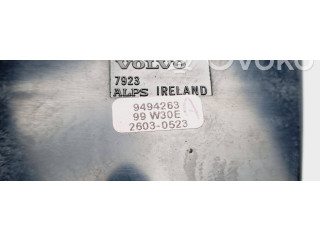 VOLVO
7923
ALPS IRELAND
9494263
99 W30E
2603-0523
A